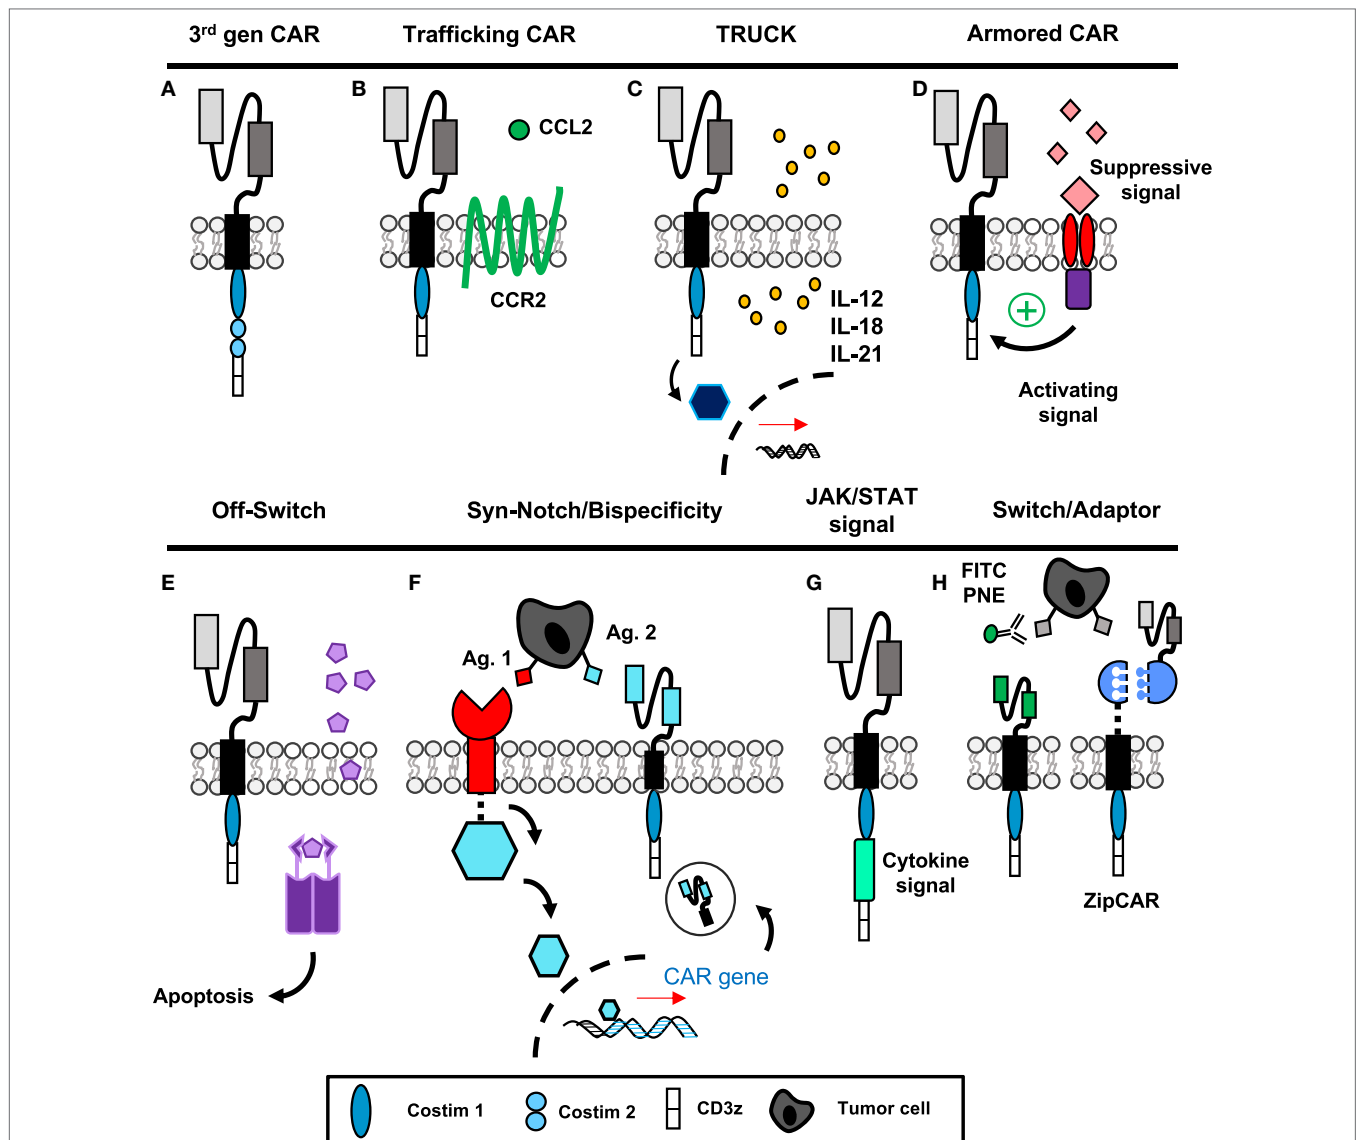 3rd gen CAR
Trafficking CAR
TRUCK
Armored CAR
A
B
C
D
CCL2
Suppressive
signal
CCR2
IL-12
IL-18
IL-21
Activating
signal
Off-Switch
Syn-Notch/Bispecificity
JAK/STAT
signal
Switch/Adaptor
E
F
G
H
FITC
PNE
Ag. 1
Ag. 2
Cytokine
signal
ZipCAR
Apoptosis
CAR gene
Costim 1
Costim 2
CD3z
Tumor cell